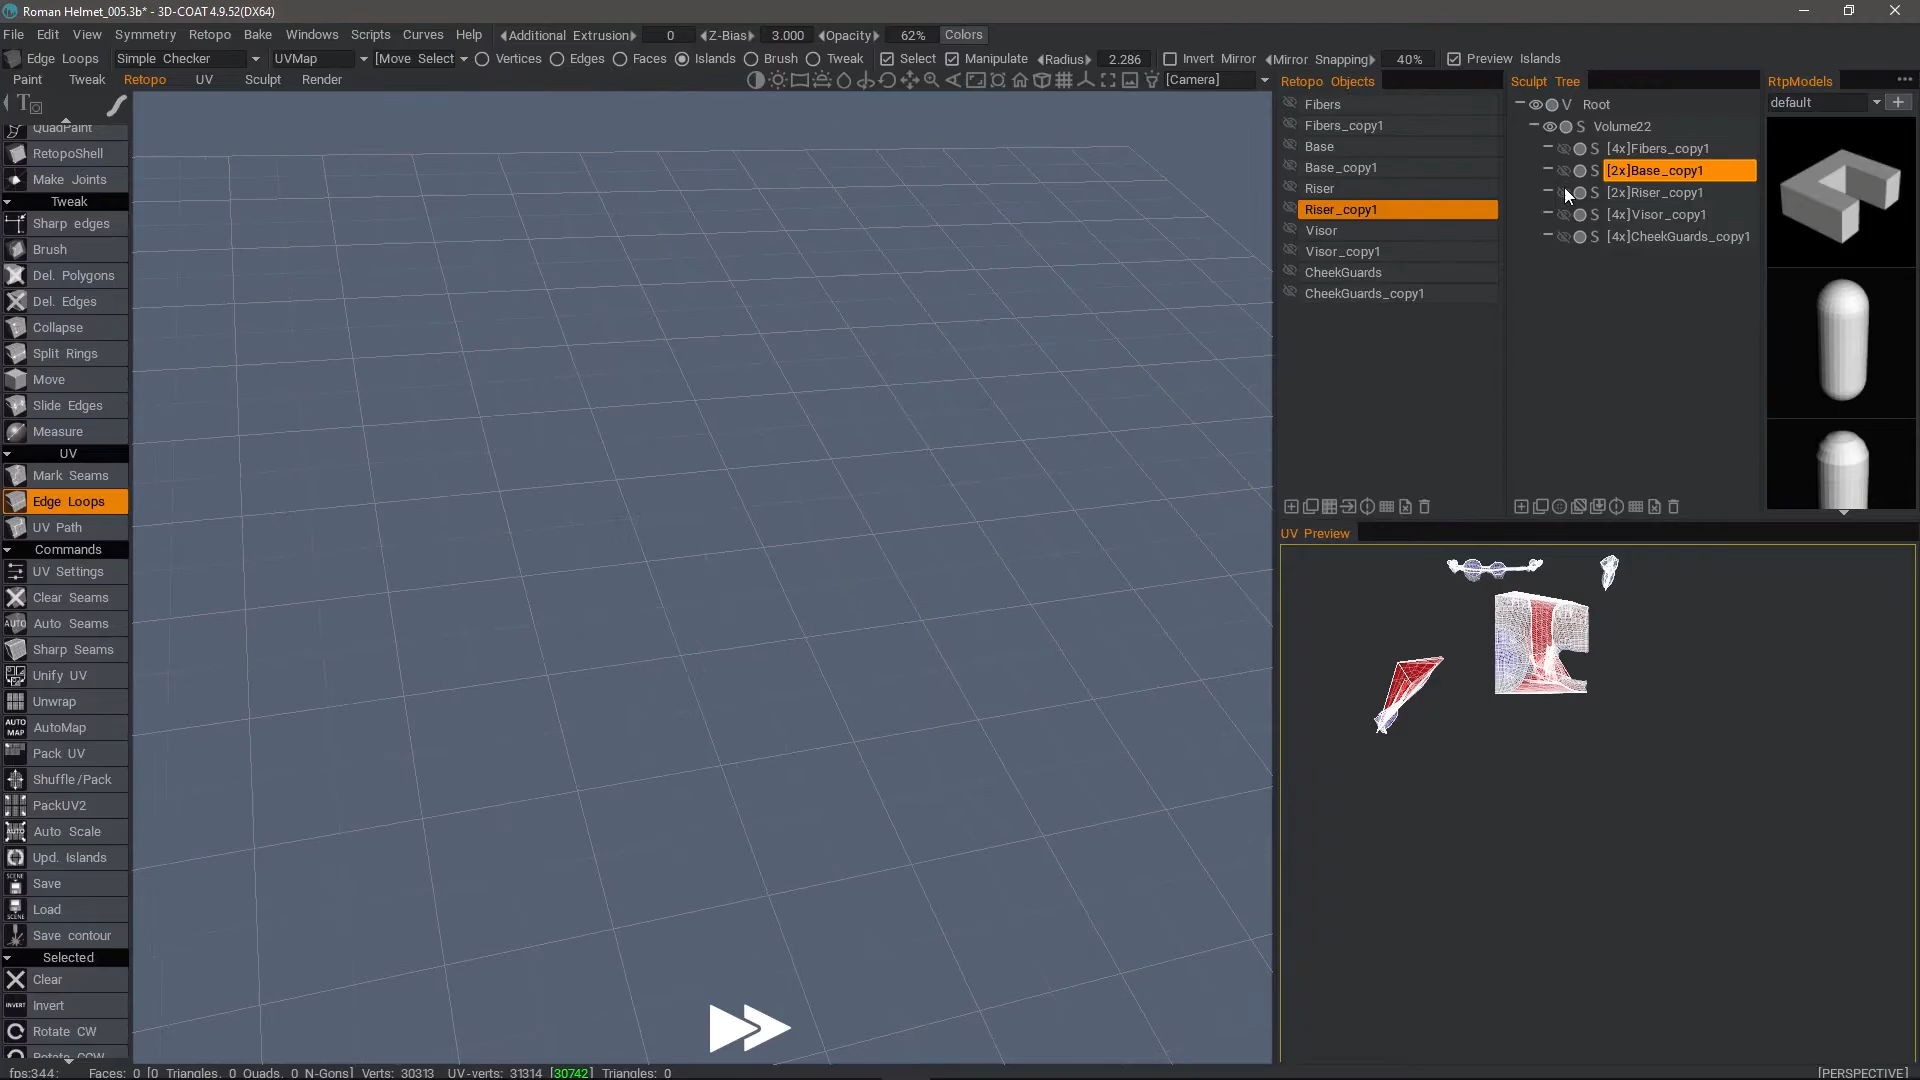 Roman Helmet_005.3b* - 3D-COAT 4.9.52(DX64)
File Edit View Symmetry Retopo Bake Windows Scripts Curves Help Additional Extrusion 0 Z-Bias 3.000 Opacity 62% Colors
Edge Loops Simple Checker UVMap [Move Select Vertices Edges Faces Islands Brush Tweak Select Manipulate Radius 2.286 Invert Mirror Mirror Snapping 40% Preview Islands
Paint Tweak Retopo UV Sculpt Render [Camera] Retopo Objects Sculpt Tree RtpModels
QuadPaint
RetopoShell
Make Joints
Tweak
Sharp edges
Brush
Del. Polygons
Del. Edges
Collapse
Split Rings
Move
Slide Edges
Measure
UV
Mark Seams
Edge Loops
UV Path
Commands
UV Settings
Clear Seams
AUTO Auto Seams
Sharp Seams
Unify UV
Unwrap
AUTO MAP AutoMap
Pack UV
Shuffle/Pack
PackUV2
AUTO Auto Scale
Upd. Islands
SCENE Save
Load
SCENE
Save contour
Selected
Clear
INVERT Invert
Rotate CW
Rotate CCW
Fibers
Fibers_copy1
Base
Base_copy1
Riser
Riser_copy1
Visor
Visor_copy1
CheekGuards
CheekGuards_copy1
V Root
S Volume22
S [4x]Fibers_copy1
S [2x]Base_copy1
S [2x]Riser_copy1
S [4x]Visor_copy1
S [4x]CheekGuards_copy1
default
UV Preview
fps:344; Faces: 0 [0 Triangles, 0 Quads, 0 N-Gons] Verts: 30313 UV-verts: 31314 [30742] Triangles: 0 [PERSPECTIVE]